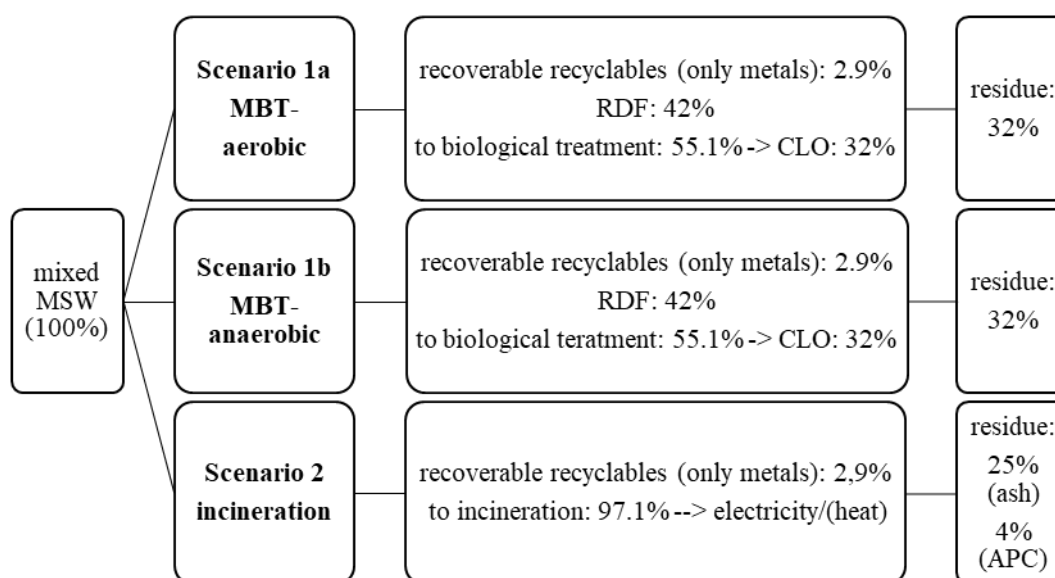 mixed
MSW
(100%)
Scenario 1a
MBT-
aerobic
recoverable recyclables (only metals): 2.9%
RDF: 42%
to biological treatment: 55.1%-> CLO: 32%
residue:
32%
Scenario 1b
MBT-
anaerobic
recoverable recyclables (only metals): 2.9%
RDF: 42%
to biological teratment: 55.1%-> CLO: 32%
residue:
32%
Scenario 2
incineration
recoverable recyclables (only metals): 2,9%
to incineration: 97.1%--> electricity/(heat)
residue:
25%
(ash)
4%
(APC)